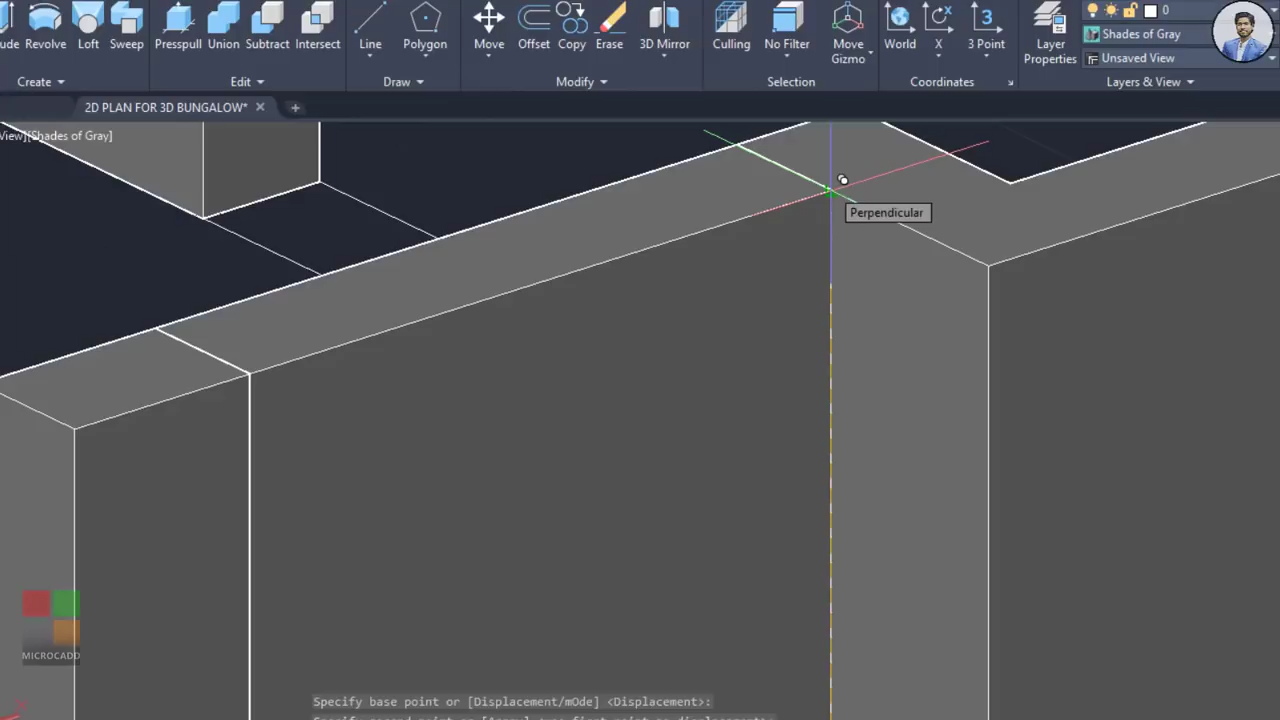 ude Revolve Loft Sweep Presspull Union Subtract Intersect Line Polygon Move Offset Copy Erase 3D Mirror Culling No Filter Move Gizmo World X 3 Point Layer Properties
0
Shades of Gray
Unsaved View
Create Edit Draw Modify Selection Coordinates Layers & View
2D PLAN FOR 3D BUNGALOW*
View][Shades of Gray]
Perpendicular
MICROCADD
Specify base point or [Displacement/mOde] <Displacement>: